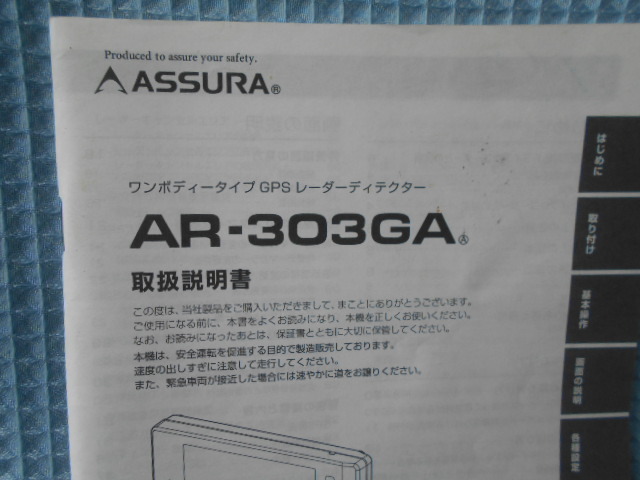 Produced to assure your safety.
ASSURA®
ワンボディータイプ GPS レーダーディテクター
AR-303GA Ⓐ
取扱説明書
この度は、当社製品をご購入いただきまして、まことにありがとうございます。
ご使用になる前に、本書をよくお読みになり、本機を正しくお使いください。
なお、お読みになったあとは、保証書とともに大切に保管してください。
本機は、安全運転を促進する目的で製造販売しております。
速度の出しすぎに注意して走行してください。
また、緊急車両が接近した場合には速やかに道をお譲りください。
はじめに
取り付け
基本操作
画面の説明
各種設定